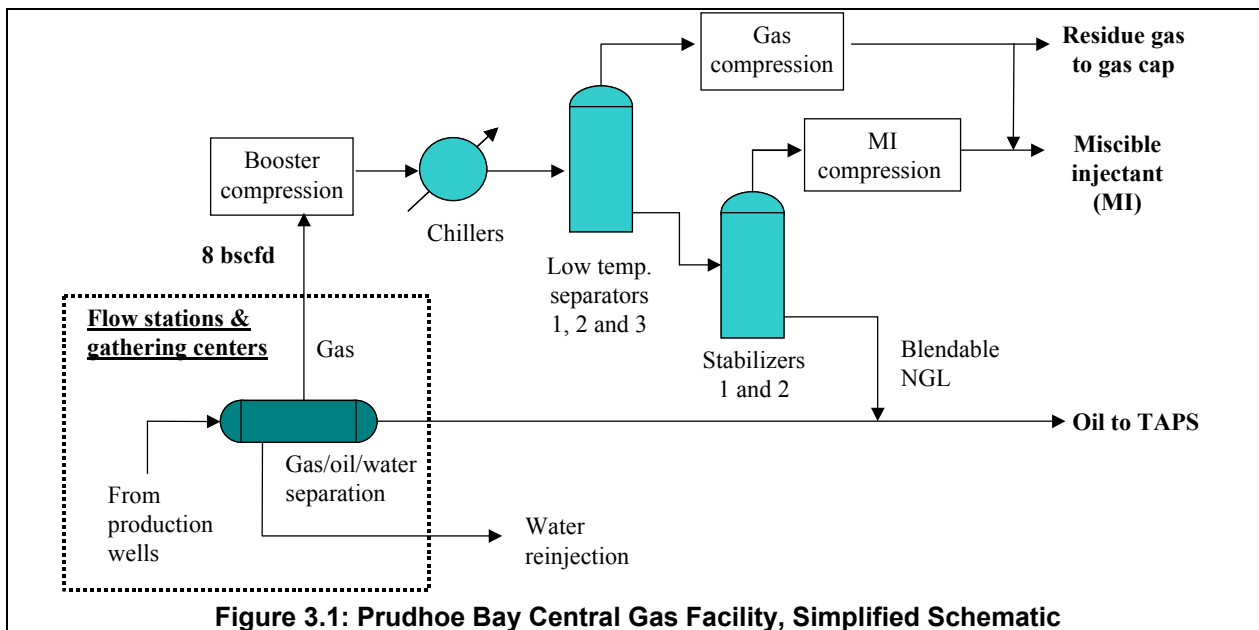 Gas
compression
Residue gas
to gas cap
Booster
compression
MI
compression
Miscible
injectant
(MI)
Chillers
8 bscfd
Low temp.
separators
1, 2 and 3
Flow stations &
gathering centers
Gas
Stabilizers
1 and 2
Blendable
NGL
Oil to TAPS
Gas/oil/water
separation
From
production
wells
Water
reinjection
Figure 3.1: Prudhoe Bay Central Gas Facility, Simplified Schematic